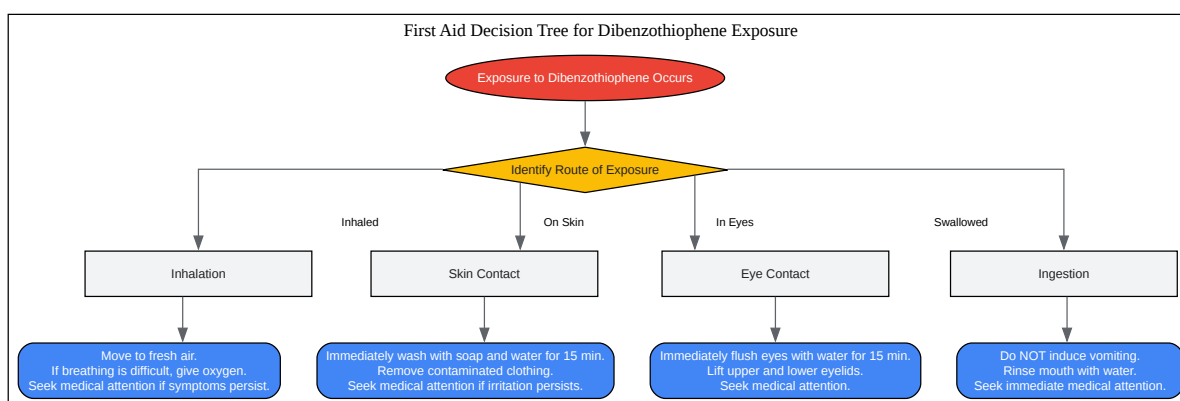 First Aid Decision Tree for Dibenzothiophene Exposure
Exposure to Dibenzothiophene Occurs
Identify Route of Exposure
Inhaled
On Skin
In Eyes
Swallowed
Inhalation
Skin Contact
Eye Contact
Ingestion
Move to fresh air.
If breathing is difficult, give oxygen.
Seek medical attention if symptoms persist.
Immediately wash with soap and water for 15 min.
Remove contaminated clothing.
Seek medical attention if irritation persists.
Immediately flush eyes with water for 15 min.
Lift upper and lower eyelids.
Seek medical attention.
Do NOT induce vomiting.
Rinse mouth with water.
Seek immediate medical attention.